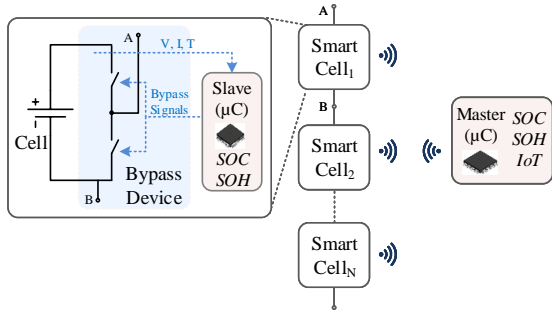 A
V, I, T
Bypass
Signals
+
-
Cell
B
Bypass
Device
Slave
(µC)
SOC
SOH
A
Smart
Cell₁
B
Smart
Cell₂
Smart
Cell_N
Master
(µC)
SOC
SOH
IoT